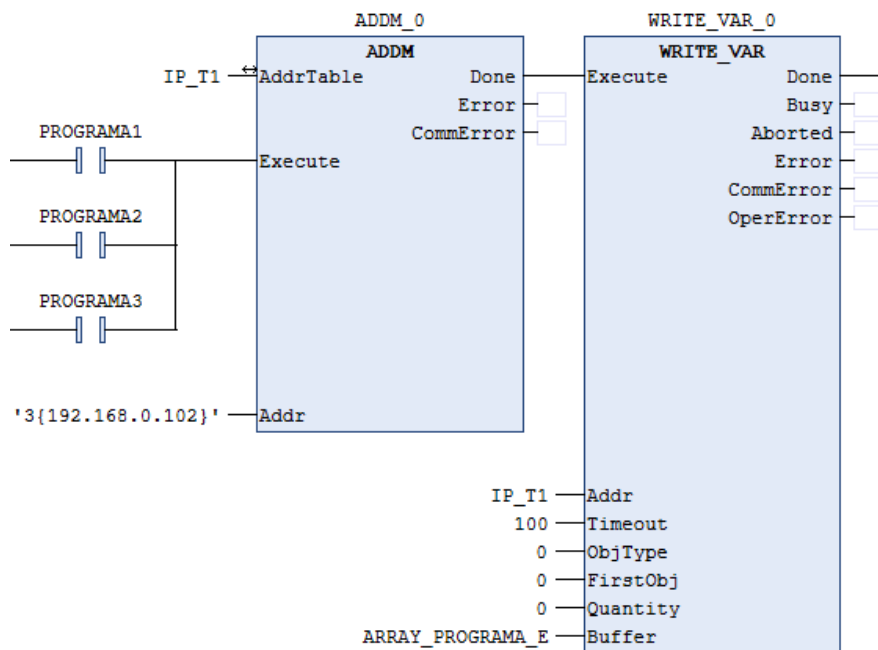 ADDM_0
WRITE_VAR_0
ADDM
WRITE_VAR
IP_T1
AddrTable
Done
Execute
Done
Error
Busy
CommError
Aborted
PROGRAMA1
Execute
Error
CommError
PROGRAMA2
OperError
PROGRAMA3
'3{192.168.0.102}'
Addr
IP_T1
Addr
100
Timeout
0
ObjType
0
FirstObj
0
Quantity
ARRAY_PROGRAMA_E
Buffer